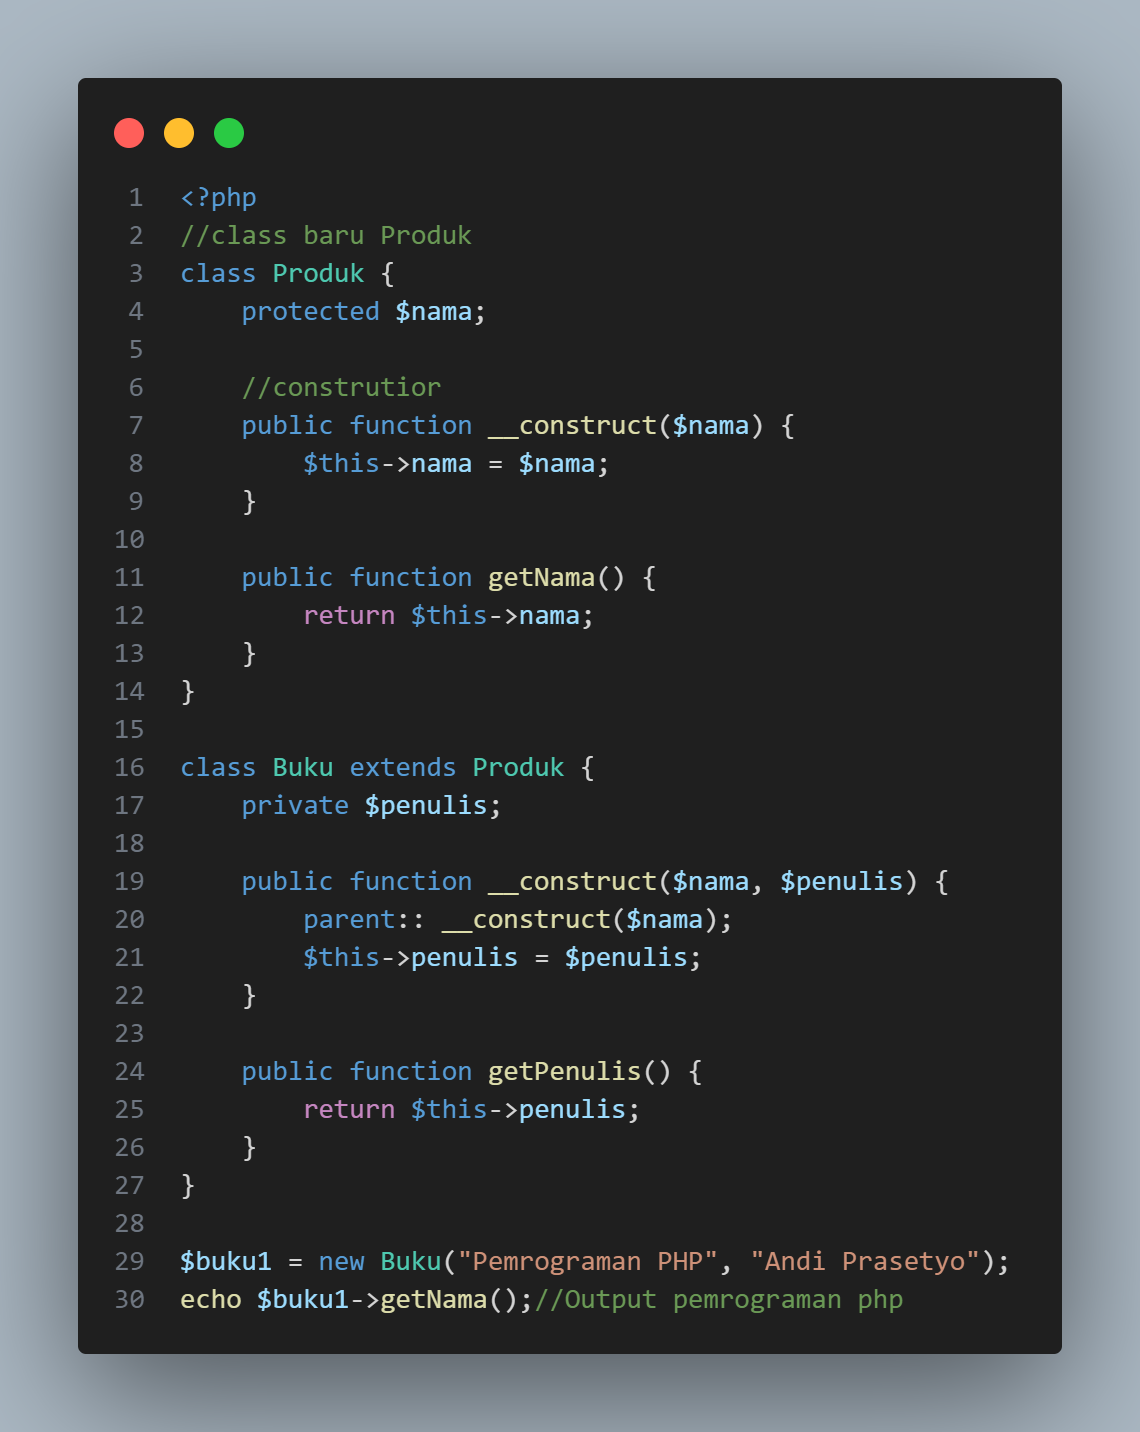 1 <?php
2 //class baru Produk
3 class Produk {
4     protected $nama;
5
6     //construtior
7     public function __construct($nama) {
8         $this->nama = $nama;
9     }
10
11     public function getNama() {
12         return $this->nama;
13     }
14 }
15
16 class Buku extends Produk {
17     private $penulis;
18
19     public function __construct($nama, $penulis) {
20         parent:: __construct($nama);
21         $this->penulis = $penulis;
22     }
23
24     public function getPenulis() {
25         return $this->penulis;
26     }
27 }
28
29 $buku1 = new Buku("Pemrograman PHP", "Andi Prasetyo");
30 echo $buku1->getNama();//Output pemrograman php